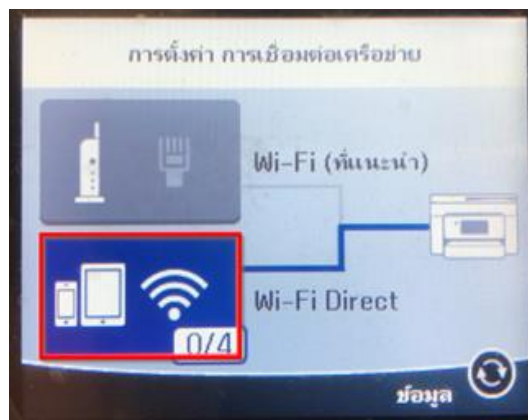 การตั้งค่า การเชื่อมต่อเครือข่าย
Wi-Fi (ที่แนะนำ)
Wi-Fi Direct
0/4
ข้อมูล